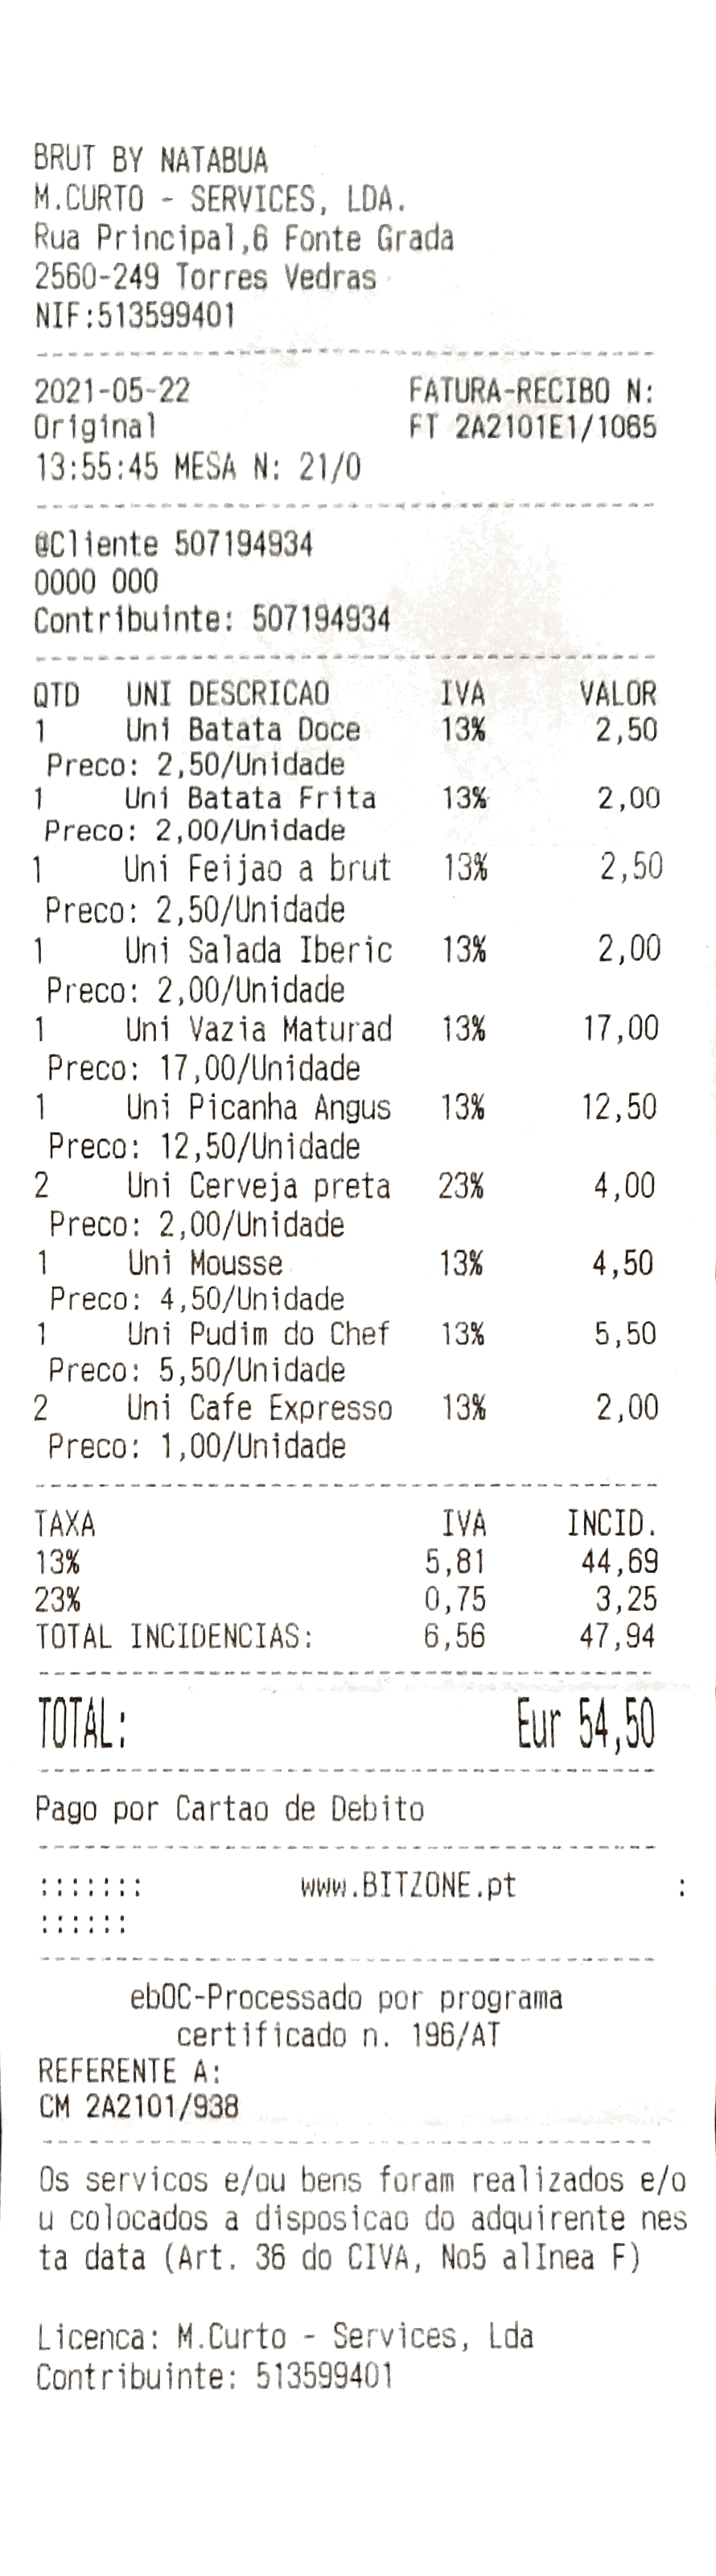 BRUT BY NATABUA
M.CURTO - SERVICES, LDA.
Rua Principal,6 Fonte Grada
2560-249 Torres Vedras
NIF:513599401
2021-05-22 FATURA-RECIBO N:
Original FT 2A2101E1/1065
13:55:45 MESA N: 21/0
@Cliente 507194934
0000 000
Contribuinte: 507194934
QTD UNI DESCRICAO IVA VALOR
1 Uni Batata Doce 13% 2,50
Preco: 2,50/Unidade
1 Uni Batata Frita 13% 2,00
Preco: 2,00/Unidade
1 Uni Feijao a brut 13% 2,50
Preco: 2,50/Unidade
1 Uni Salada Iberic 13% 2,00
Preco: 2,00/Unidade
1 Uni Vazia Maturad 13% 17,00
Preco: 17,00/Unidade
1 Uni Picanha Angus 13% 12,50
Preco: 12,50/Unidade
2 Uni Cerveja preta 23% 4,00
Preco: 2,00/Unidade
1 Uni Mousse 13% 4,50
Preco: 4,50/Unidade
1 Uni Pudim do Chef 13% 5,50
Preco: 5,50/Unidade
2 Uni Cafe Expresso 13% 2,00
Preco: 1,00/Unidade
TAXA IVA INCID.
13% 5,81 44,69
23% 0,75 3,25
TOTAL INCIDENCIAS: 6,56 47,94
TOTAL: Eur 54,50
Pago por Cartao de Debito
::::::: www.BITZONE.pt :
::::::
ebOC-Processado por programa
certificado n. 196/AT
REFERENTE A:
CM 2A2101/938
Os servicos e/ou bens foram realizados e/o
u colocados a disposicao do adquirente nes
ta data (Art. 36 do CIVA, No5 alInea F)
Licenca: M.Curto - Services, Lda
Contribuinte: 513599401